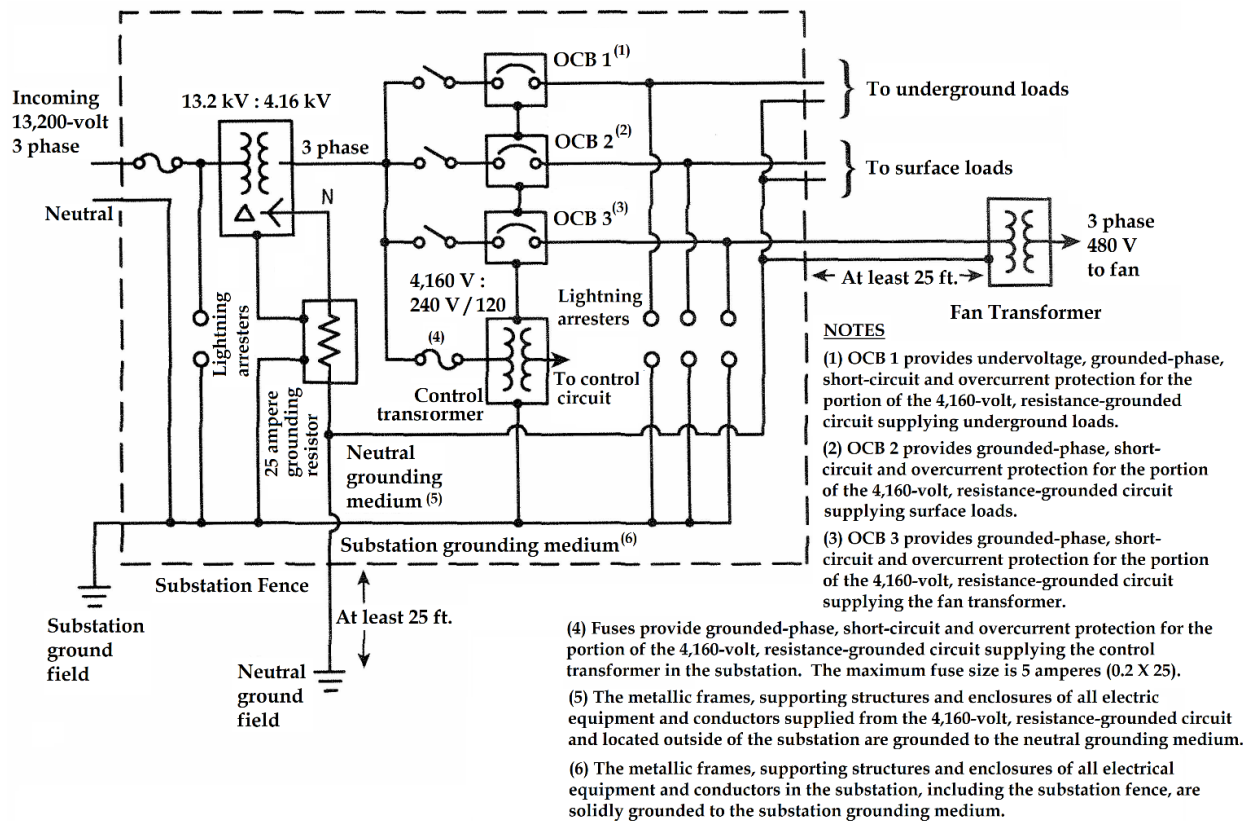 Incoming
13,200-volt
3 phase
Neutral
13.2 kV : 4.16 kV
3 phase
N
Δ
OCB 1 (1)
OCB 2 (2)
OCB 3 (3)
To underground loads
To surface loads
3 phase
480 V
to fan
At least 25 ft.
Fan Transformer
4,160 V :
240 V / 120
(4)
Control
transformer
To control
circuit
Lightning
arresters
Lightning
arresters
25 ampere
grounding
resistor
Neutral
grounding
medium (5)
Substation grounding medium (6)
Substation Fence
At least 25 ft.
Substation
ground
field
Neutral
ground
field
NOTES
(1) OCB 1 provides undervoltage, grounded-phase,
short-circuit and overcurrent protection for the
portion of the 4,160-volt, resistance-grounded
circuit supplying underground loads.
(2) OCB 2 provides grounded-phase, short-
circuit and overcurrent protection for the portion
of the 4,160-volt, resistance-grounded circuit
supplying surface loads.
(3) OCB 3 provides grounded-phase, short-
circuit and overcurrent protection for the portion
of the 4,160-volt, resistance-grounded circuit
supplying the fan transformer.
(4) Fuses provide grounded-phase, short-circuit and overcurrent protection for the
portion of the 4,160-volt, resistance-grounded circuit supplying the control
transformer in the substation. The maximum fuse size is 5 amperes (0.2 X 25).
(5) The metallic frames, supporting structures and enclosures of all electric
equipment and conductors supplied from the 4,160-volt, resistance-grounded circuit
and located outside of the substation are grounded to the neutral grounding medium.
(6) The metallic frames, supporting structures and enclosures of all electrical
equipment and conductors in the substation, including the substation fence, are
solidly grounded to the substation grounding medium.